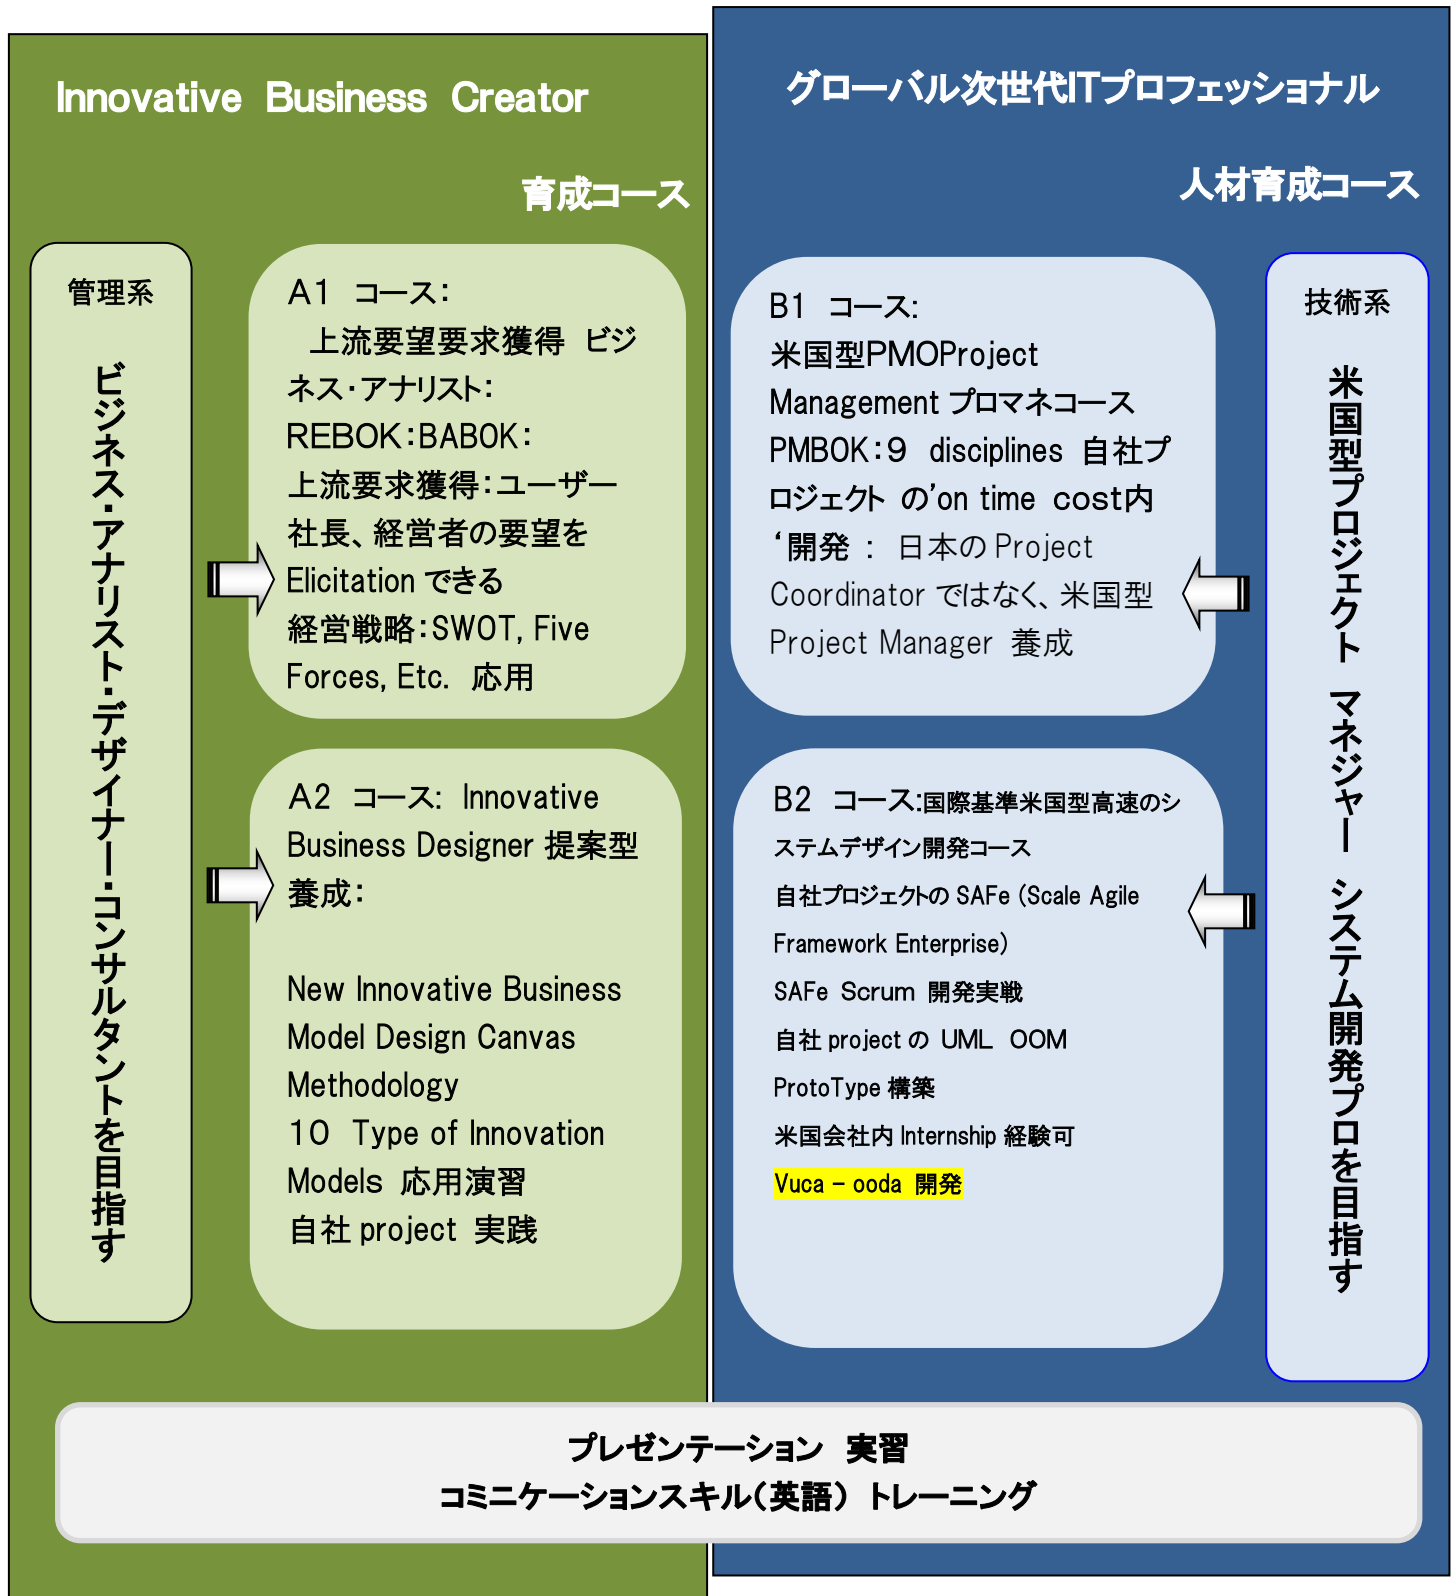 Innovative Business Creator
育成コース
管理系
ビジネス・アナリスト・デザイナー・コンサルタントを目指す
A1 コース：
上流要望要求獲得 ビジ
ネス・アナリスト：
REBOK：BABOK：
上流要求獲得：ユーザー
社長、経営者の要望を
Elicitation できる
経営戦略：SWOT, Five
Forces, Etc. 応用
A2 コース： Innovative
Business Designer 提案型
養成：
New Innovative Business
Model Design Canvas
Methodology
10 Type of Innovation
Models 応用演習
自社 project 実践
グローバル次世代ITプロフェッショナル
人材育成コース
B1 コース：
米国型PMOProject
Management プロマネコース
PMBOK：9 disciplines 自社プ
ロジェクト の’on time cost内
‘開発 ： 日本の Project
Coordinator ではなく、米国型
Project Manager 養成
B2 コース:国際基準米国型高速のシ
ステムデザイン開発コース
自社プロジェクトの SAFe (Scale Agile
Framework Enterprise)
SAFe Scrum 開発実戦
自社 project の UML OOM
ProtoType 構築
米国会社内 Internship 経験可
Vuca – ooda 開発
技術系
米国型プロジェクト マネジャー システム開発プロを目指す
プレゼンテーション 実習
コミニケーションスキル（英語） トレーニング